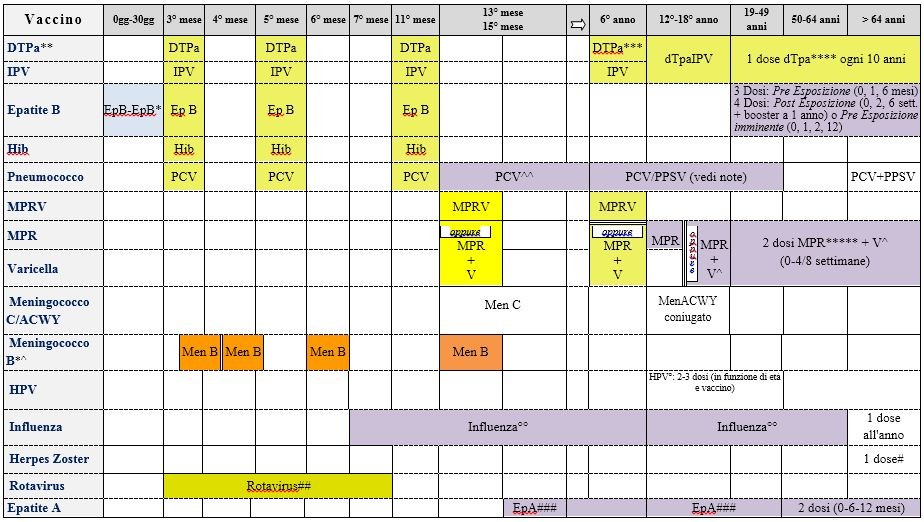 Vaccino 0gg-30gg 3° mese 4° mese 5° mese 6° mese 7° mese 11° mese 13° mese 6° anno 12°-18° anno 19-49 50-64 anni > 64 anni
15° mese anni
DTPa** DTPa DTPa DTPa DTPa*** dTpaIPV 1 dose dTpa**** ogni 10 anni
IPV IPV IPV IPV IPV
Epatite B EpB-EpB* Ep B Ep B Ep B 3 Dosi: Pre Esposizione (0, 1, 6 mesi)
4 Dosi: Post Esposizione (0, 2, 6 sett.
+ booster a 1 anno) o Pre Esposizione
imminente (0, 1, 2, 12)
Hib Hib Hib Hib
Pneumococco PCV PCV PCV PCV^^ PCV/PPSV (vedi note) PCV+PPSV
MPRV MPRV MPRV
oppure oppure oppure
MPR MPR MPR MPR MPR 2 dosi MPR***** + V^
+ + +
Varicella V V V^ (0-4/8 settimane)
Meningococco Men C MenACWY
C/ACWY coniugato
Meningococco Men B Men B Men B Men B
B*^
HPV HPV°: 2-3 dosi (in funzione di eta
e vaccino)
Influenza Influenza°° Influenza°° 1 dose
all'anno
Herpes Zoster 1 dose#
Rotavirus Rotavirus##
Epatite A EpA### EpA### 2 dosi (0-6-12 mesi)